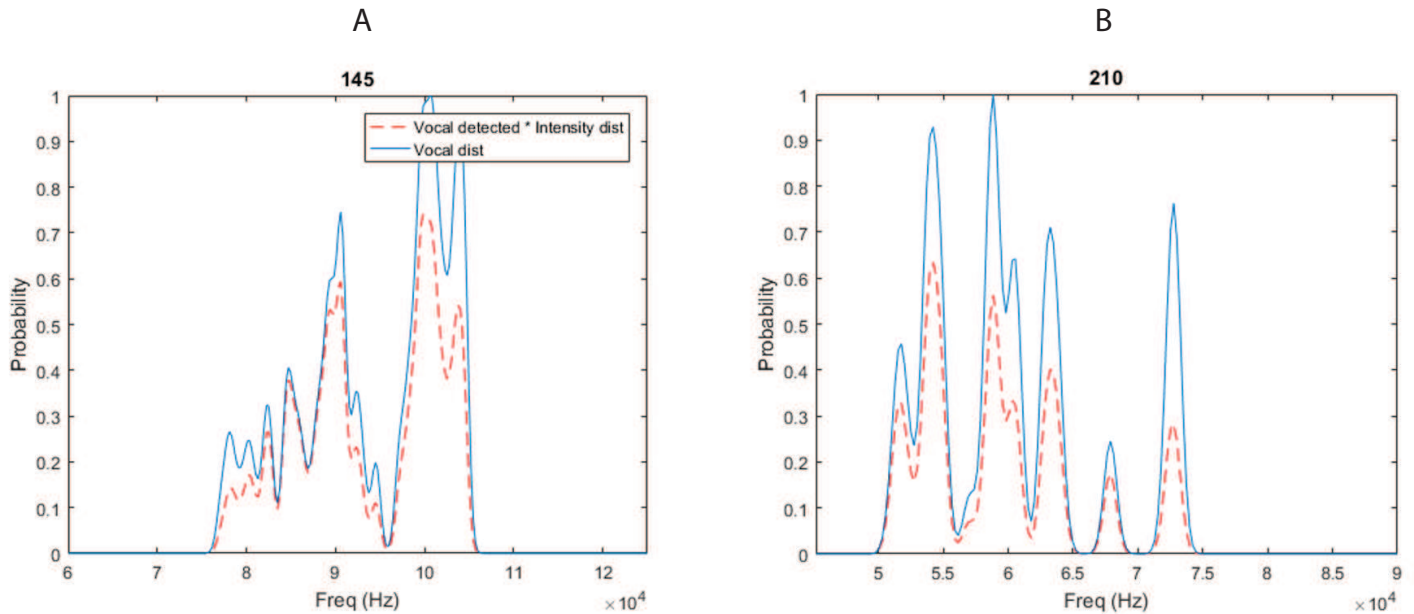 A
145
1
0.9
0.8
0.7
0.6
0.5
0.4
0.3
0.2
0.1
0
Probability
Vocal detected * Intensity dist
Vocal dist
6 7 8 9 10 11 12
Freq (Hz)
×10^4
B
210
1
0.9
0.8
0.7
0.6
0.5
0.4
0.3
0.2
0.1
0
Probability
5 5.5 6 6.5 7 7.5 8 8.5 9
Freq (Hz)
×10^4